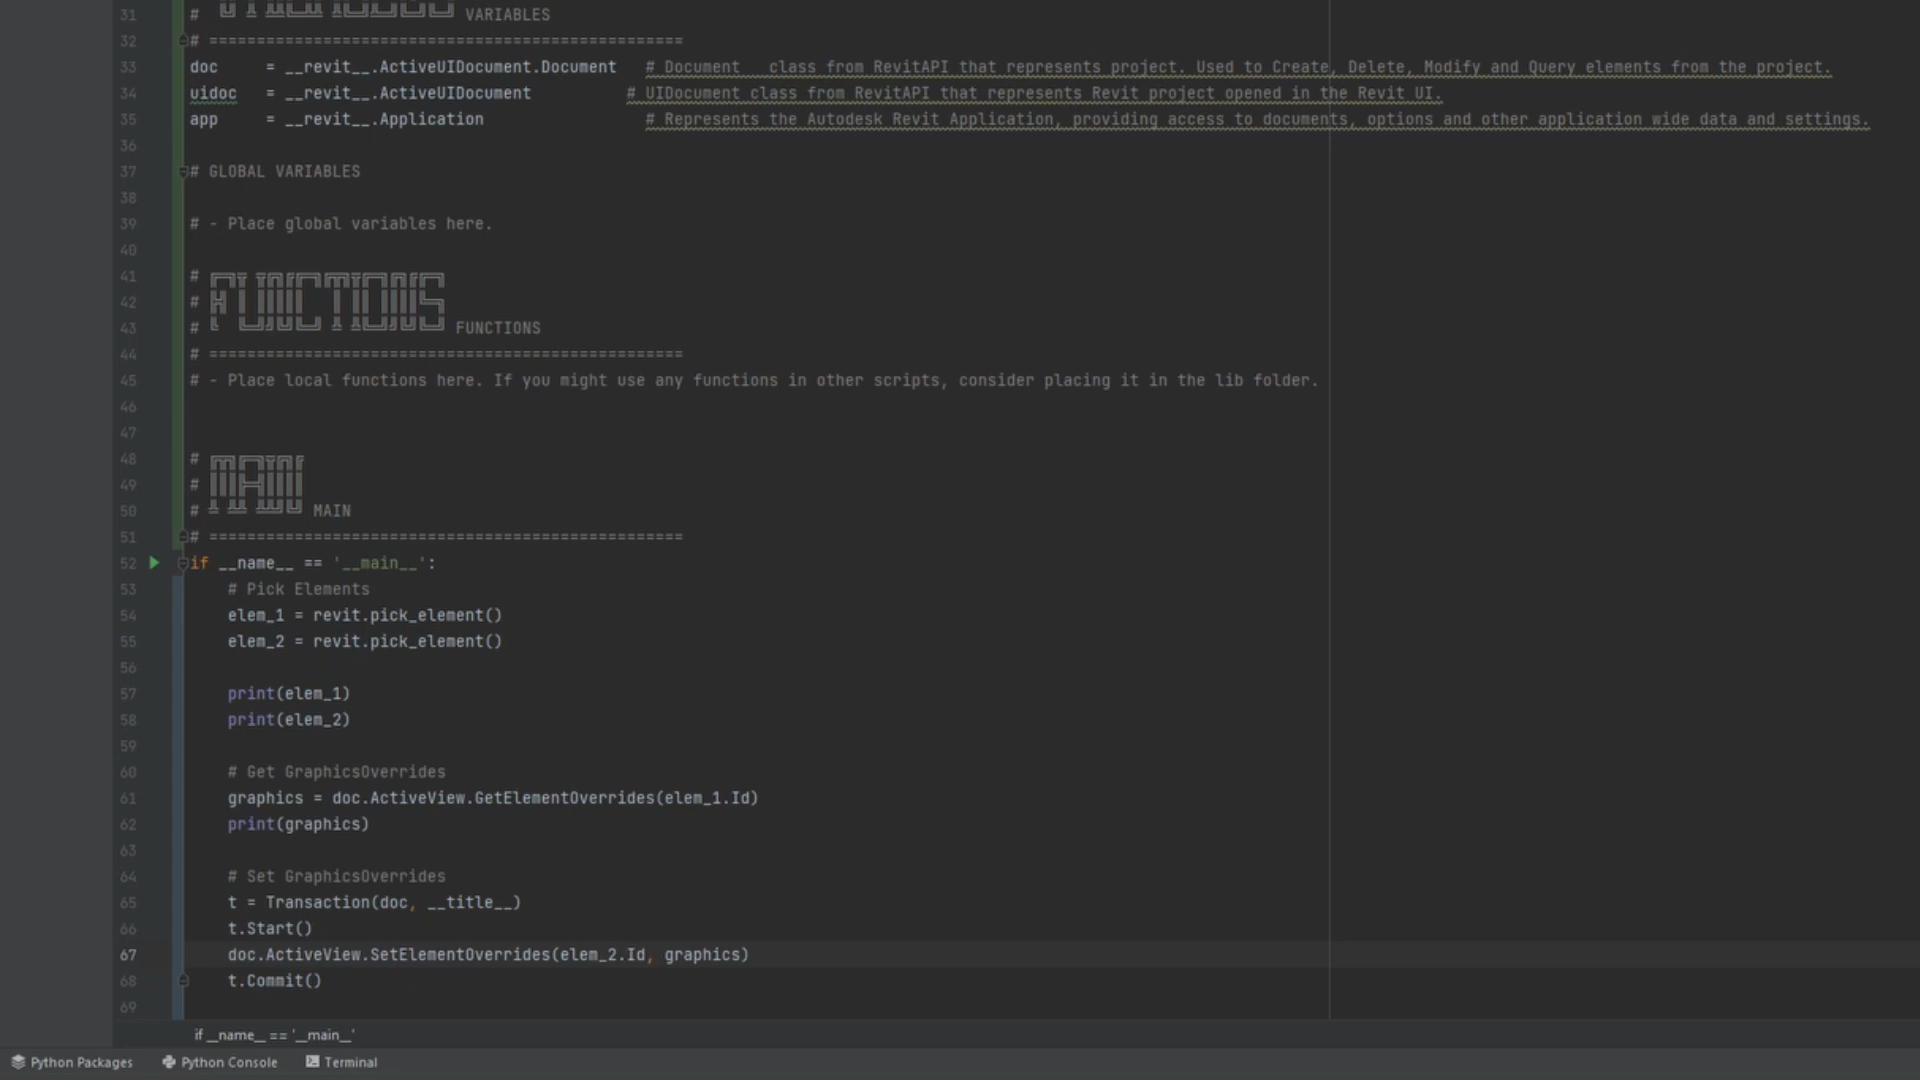 31 # VARIABLES
32 # ==================================================
33 doc     = __revit__.ActiveUIDocument.Document   # Document   class from RevitAPI that represents project. Used to Create, Delete, Modify and Query elements from the project.
34 uidoc   = __revit__.ActiveUIDocument          # UIDocument class from RevitAPI that represents Revit project opened in the Revit UI.
35 app     = __revit__.Application                 # Represents the Autodesk Revit Application, providing access to documents, options and other application wide data and settings.
36
37 # GLOBAL VARIABLES
38
39 # - Place global variables here.
40
41 # FUNCTIONS
42 #
43 # FUNCTIONS
44 # ==================================================
45 # - Place local functions here. If you might use any functions in other scripts, consider placing it in the lib folder.
46
47
48 # MAIN
49 #
50 # MAIN
51 # ==================================================
52 if __name__ == '__main__':
53     # Pick Elements
54     elem_1 = revit.pick_element()
55     elem_2 = revit.pick_element()
56
57     print(elem_1)
58     print(elem_2)
59
60     # Get GraphicsOverrides
61     graphics = doc.ActiveView.GetElementOverrides(elem_1.Id)
62     print(graphics)
63
64     # Set GraphicsOverrides
65     t = Transaction(doc, __title__)
66     t.Start()
67     doc.ActiveView.SetElementOverrides(elem_2.Id, graphics)
68     t.Commit()
69
if __name__ == '__main__'
Python Packages Python Console Terminal